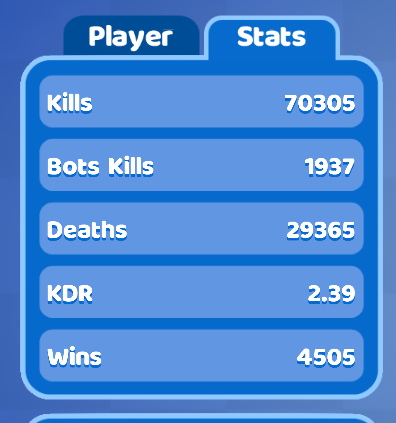 Player Stats
Kills 70305
Bots Kills 1937
Deaths 29365
KDR 2.39
Wins 4505